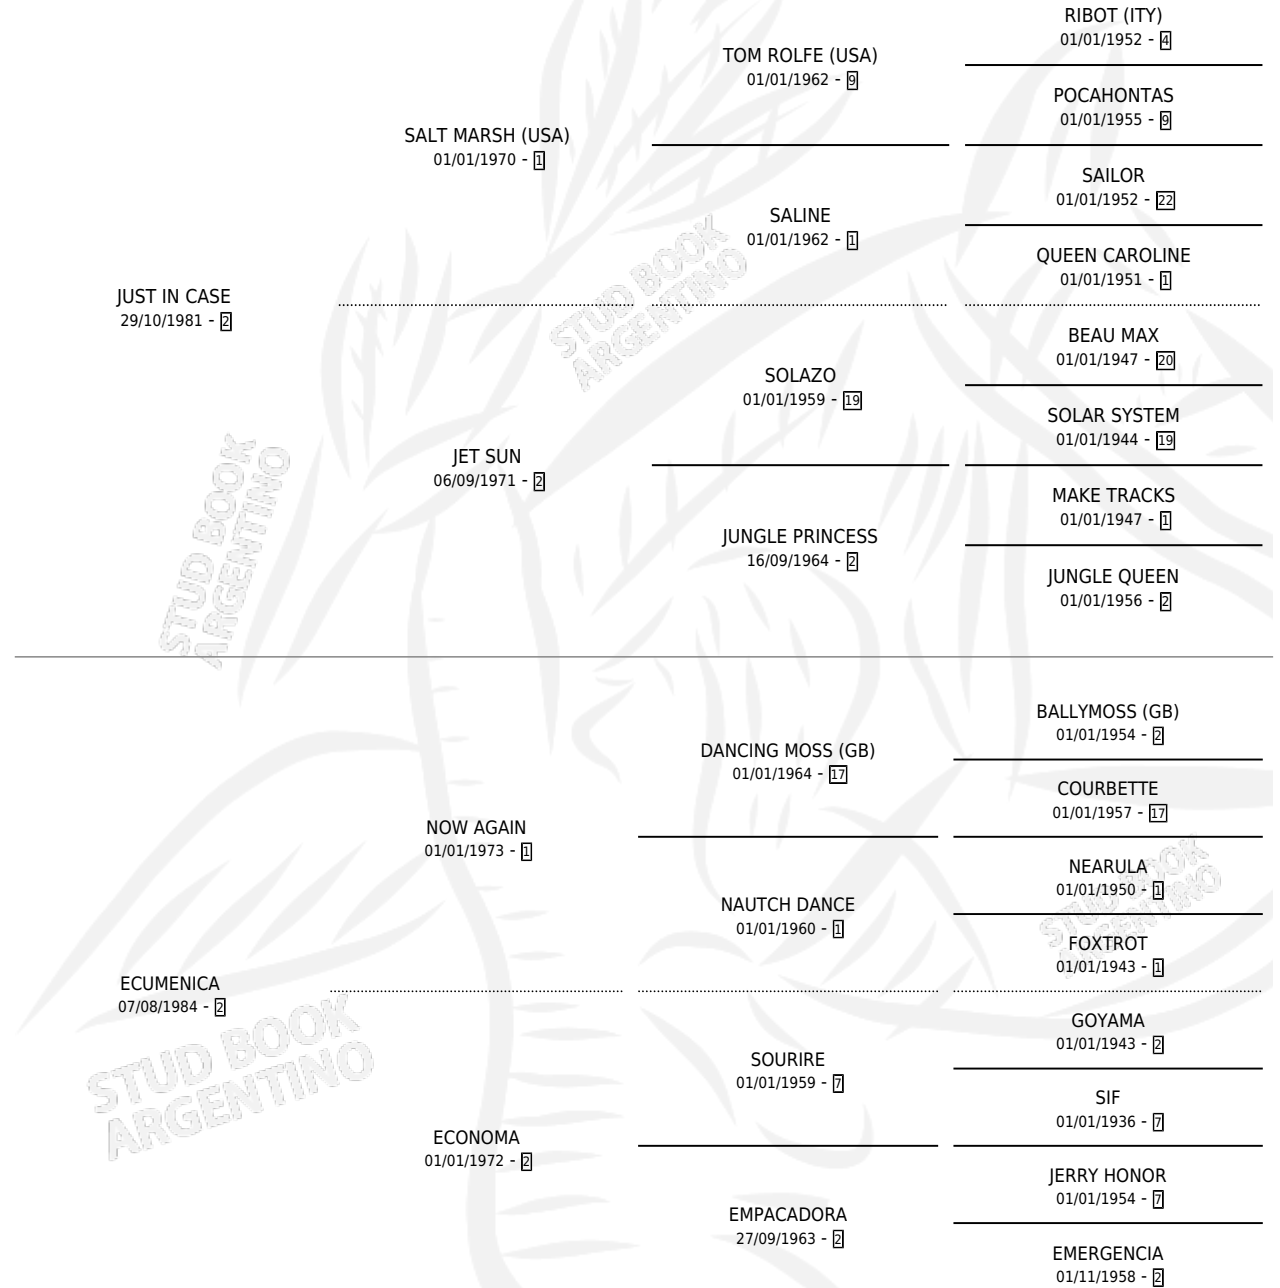 RIBOT (ITY)
01/01/1952 - 4
TOM ROLFE (USA)
01/01/1962 - 9
POCAHONTAS
01/01/1955 - 9
SALT MARSH (USA)
01/01/1970 - 1
SAILOR
01/01/1952 - 22
SALINE
01/01/1962 - 1
QUEEN CAROLINE
01/01/1951 - 1
JUST IN CASE
29/10/1981 - 2
STUD BOOK
ARGENTINO
BEAU MAX
01/01/1947 - 20
SOLAZO
01/01/1959 - 19
SOLAR SYSTEM
01/01/1944 - 19
JET SUN
06/09/1971 - 2
MAKE TRACKS
01/01/1947 - 1
JUNGLE PRINCESS
16/09/1964 - 2
JUNGLE QUEEN
01/01/1956 - 2
STUD BOOK
ARGENTINO
BALLYMOSS (GB)
01/01/1954 - 2
DANCING MOSS (GB)
01/01/1964 - 17
COURBETTE
01/01/1957 - 17
NOW AGAIN
01/01/1973 - 1
NEARULA
01/01/1950 - 1
NAUTCH DANCE
01/01/1960 - 1
STUD BOOK
ARGENTINO
FOXTROT
01/01/1943 - 1
ECUMENICA
07/08/1984 - 2
GOYAMA
01/01/1943 - 2
SOURIRE
01/01/1959 - 7
SIF
01/01/1936 - 7
STUD BOOK
ARGENTINO
ECONOMA
01/01/1972 - 2
JERRY HONOR
01/01/1954 - 7
EMPACADORA
27/09/1963 - 2
EMERGENCIA
01/11/1958 - 2